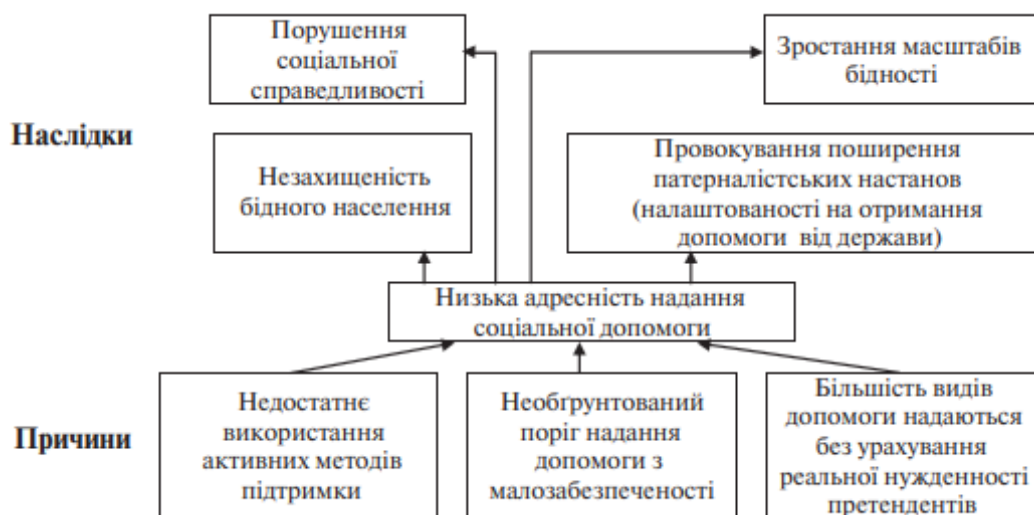 Порушення
соціальної
справедливості
Зростання масштабів
бідності
Наслідки
Незахищеність
бідного населення
Провокування поширення
патерналістських настанов
(налаштованості на отримання
допомоги від держави)
Низька адресність надання
соціальної допомоги
Причини
Недостатнє
використання
активних методів
підтримки
Необґрунтований
поріг надання
допомоги з
малозабезпеченості
Більшість видів
допомоги надаються
без урахування
реальної нужденності
претендентів